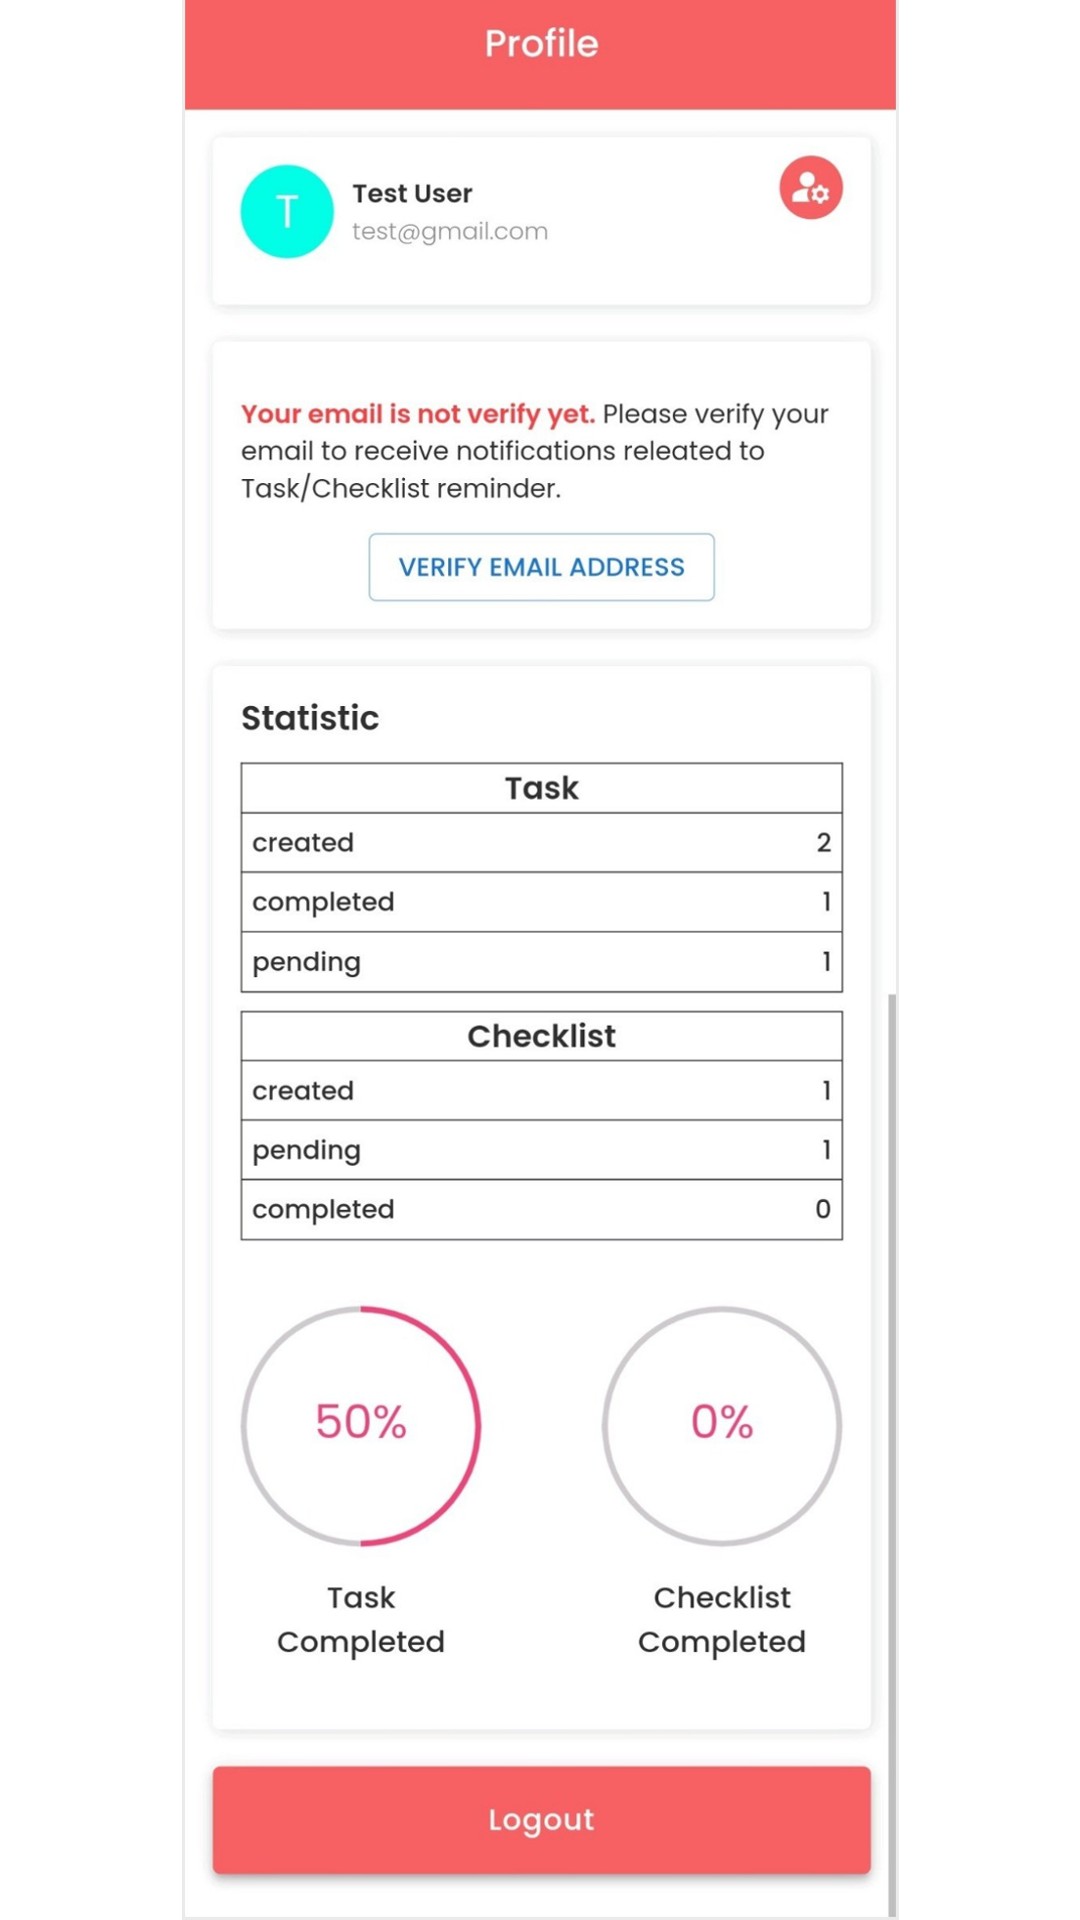 Profile
T
Test User
test@gmail.com
Your email is not verify yet. Please verify your
email to receive notifications releated to
Task/Checklist reminder.
VERIFY EMAIL ADDRESS
Statistic
Task
created 2
completed 1
pending 1
Checklist
created 1
pending 1
completed 0
50% 0%
Task Checklist
Completed Completed
Logout